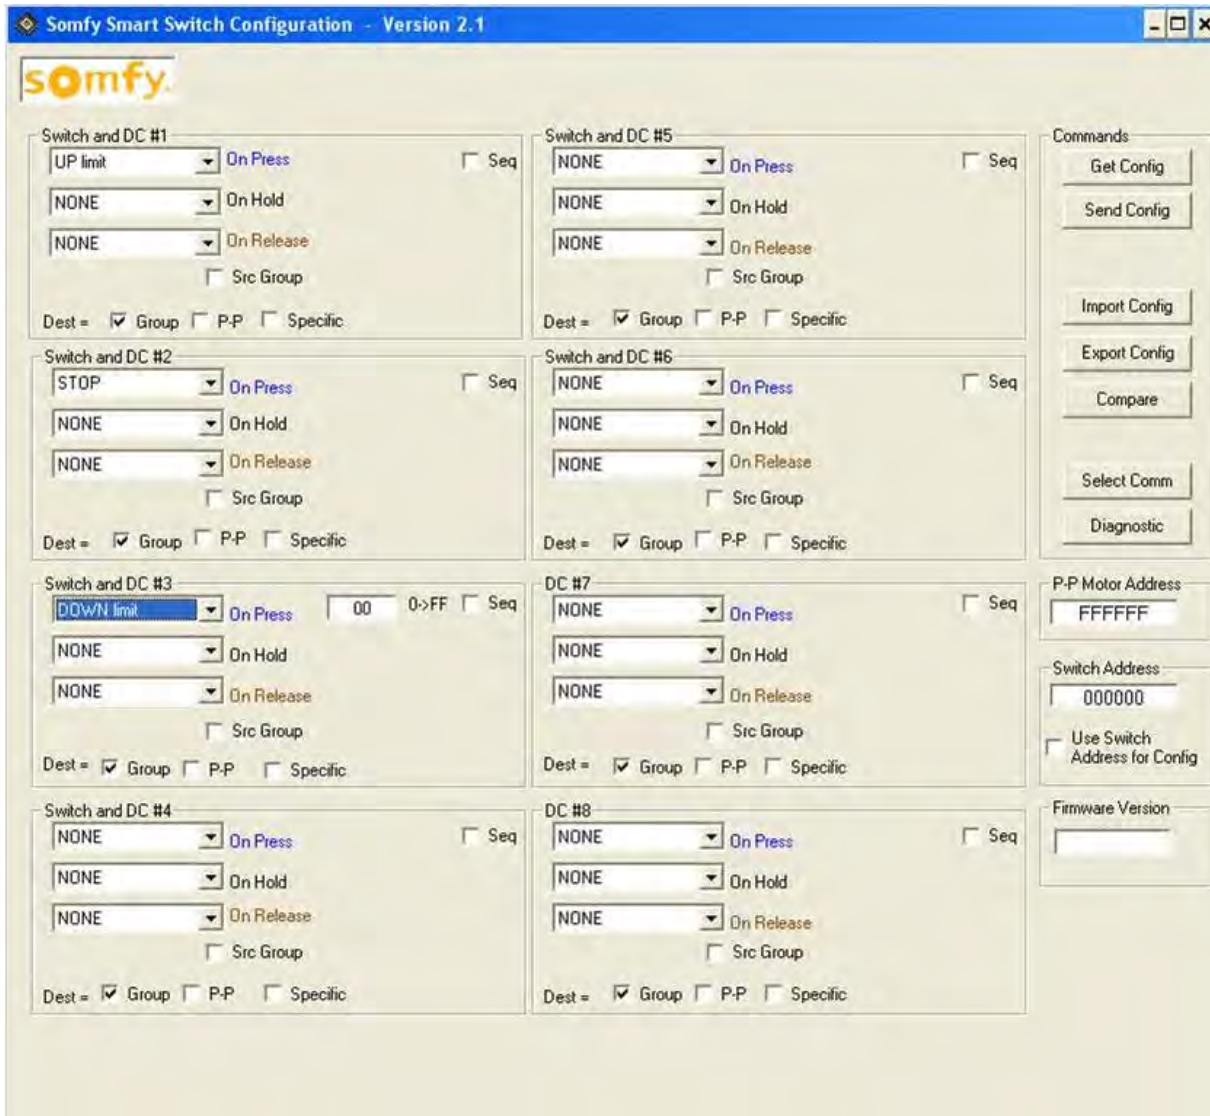 Somfy Smart Switch Configuration - Version 2.1
somfy.
Switch and DC #1
UP limit On Press Seq
NONE On Hold
NONE On Release
Src Group
Dest = Group P-P Specific
Switch and DC #2
STOP On Press Seq
NONE On Hold
NONE On Release
Src Group
Dest = Group P-P Specific
Switch and DC #3
DOWN limit On Press 00 0->FF Seq
NONE On Hold
NONE On Release
Src Group
Dest = Group P-P Specific
Switch and DC #4
NONE On Press Seq
NONE On Hold
NONE On Release
Src Group
Dest = Group P-P Specific
Switch and DC #5
NONE On Press Seq
NONE On Hold
NONE On Release
Src Group
Dest = Group P-P Specific
Switch and DC #6
NONE On Press Seq
NONE On Hold
NONE On Release
Src Group
Dest = Group P-P Specific
DC #7
NONE On Press Seq
NONE On Hold
NONE On Release
Src Group
Dest = Group P-P Specific
DC #8
NONE On Press Seq
NONE On Hold
NONE On Release
Src Group
Dest = Group P-P Specific
Commands
Get Config
Send Config
Import Config
Export Config
Compare
Select Comm
Diagnostic
P-P Motor Address
FFFFFF
Switch Address
000000
Use Switch
Address for Config
Firmware Version